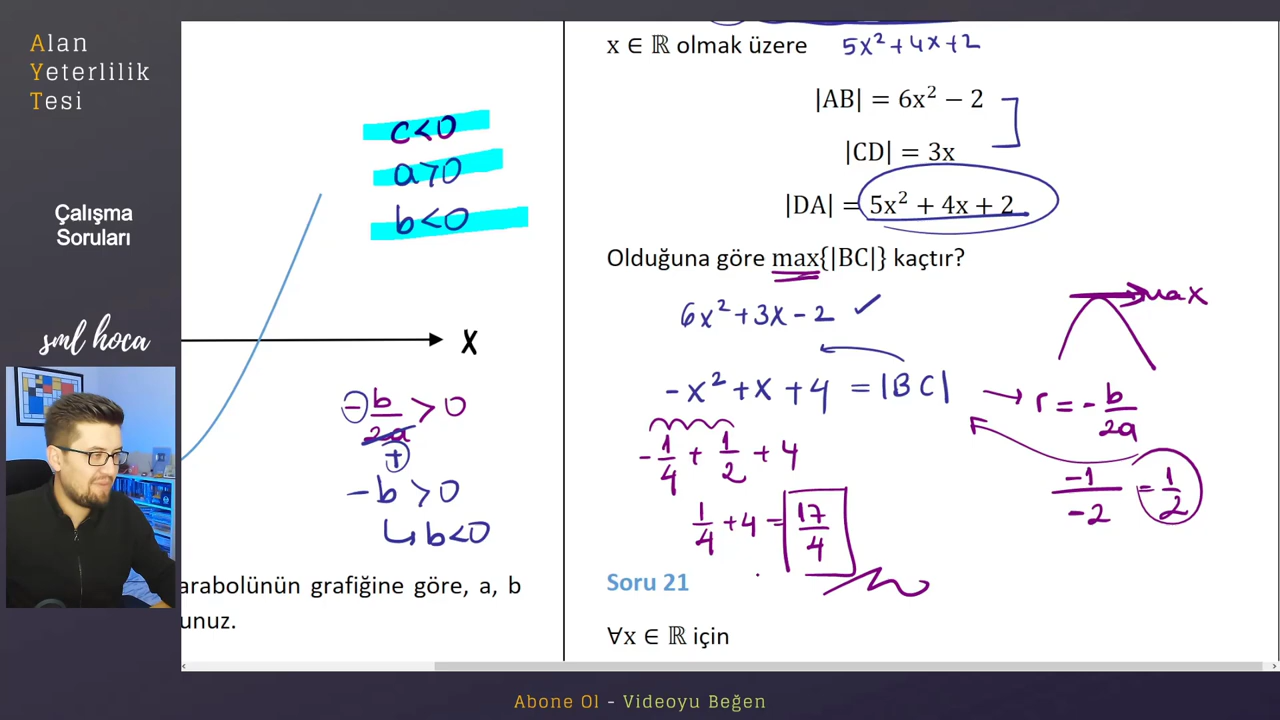 Alan
Yeterlilik
Tesi
Çalışma
Soruları
sml hoca
c<0
a>0
b<0
x
-b/2a > 0
+
-b > 0
↳ b<0
arabolünün grafiğine göre, a, b
unuz.
x ∈ ℝ olmak üzere 5x²+4x+2
|AB| = 6x² − 2
|CD| = 3x
|DA| = 5x² + 4x + 2
Olduğuna göre max{|BC|} kaçtır?
6x²+3x-2 ✓
max
-x²+x+4 = |BC| → r = -b/2a
-1/4 + 1/2 + 4
-1/-2 = 1/2
1/4 + 4 = 17/4
Soru 21
∀x ∈ ℝ için
Abone Ol - Videoyu Beğen